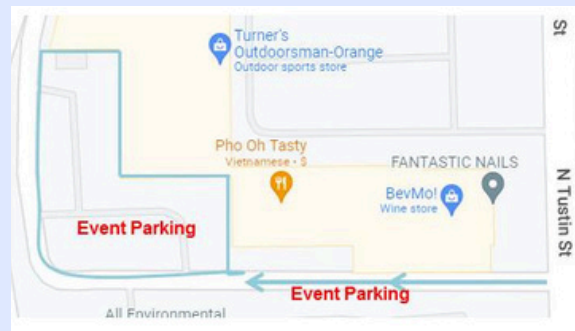 Turner's
Outdoorsman-Orange
Outdoor sports store
St
Pho Oh Tasty
Vietnamese • $
FANTASTIC NAILS
BevMo!
Wine store
N Tustin St
Event Parking
Event Parking
All Environmental